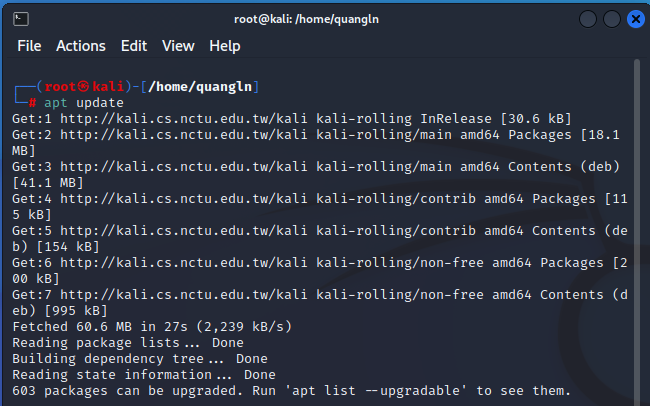 root@kali: /home/quangln
File Actions Edit View Help
┌──(root㉿kali)-[/home/quangln]
└─# apt update
Get:1 http://kali.cs.nctu.edu.tw/kali kali-rolling InRelease [30.6 kB]
Get:2 http://kali.cs.nctu.edu.tw/kali kali-rolling/main amd64 Packages [18.1
MB]
Get:3 http://kali.cs.nctu.edu.tw/kali kali-rolling/main amd64 Contents (deb)
[41.1 MB]
Get:4 http://kali.cs.nctu.edu.tw/kali kali-rolling/contrib amd64 Packages [11
5 kB]
Get:5 http://kali.cs.nctu.edu.tw/kali kali-rolling/contrib amd64 Contents (de
b) [154 kB]
Get:6 http://kali.cs.nctu.edu.tw/kali kali-rolling/non-free amd64 Packages [2
00 kB]
Get:7 http://kali.cs.nctu.edu.tw/kali kali-rolling/non-free amd64 Contents (d
eb) [995 kB]
Fetched 60.6 MB in 27s (2,239 kB/s)
Reading package lists... Done
Building dependency tree... Done
Reading state information... Done
603 packages can be upgraded. Run 'apt list --upgradable' to see them.